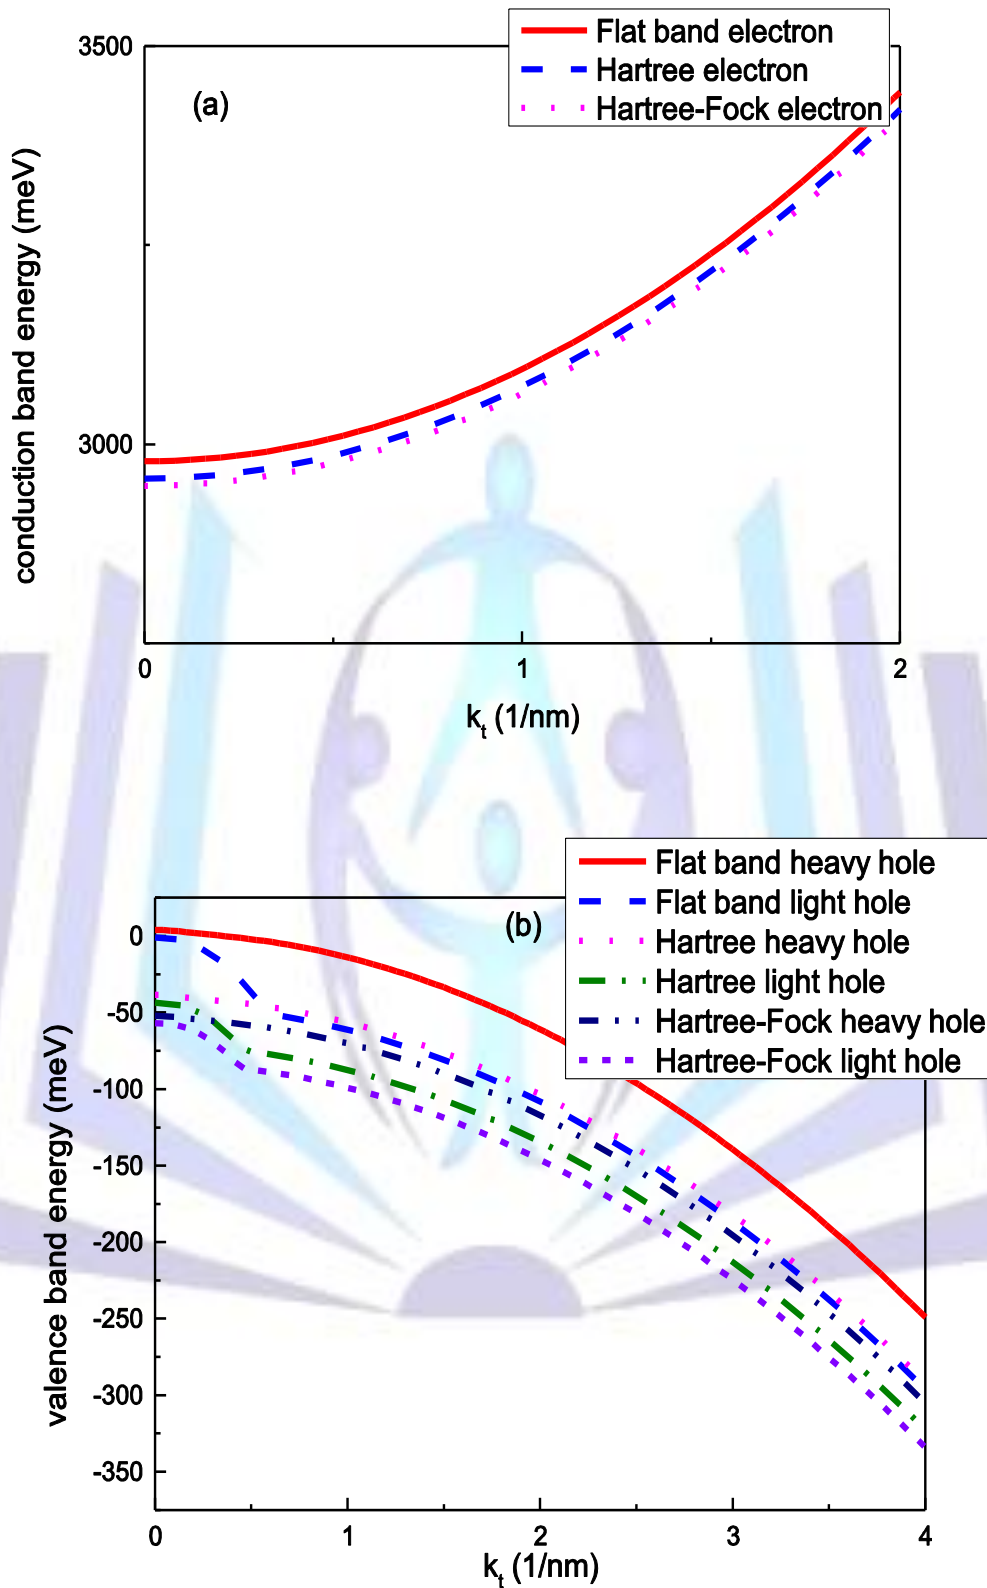 Flat band electron
Hartree electron
Hartree-Fock electron
(a)
3500
3000
conduction band energy (meV)
0 1 2
k_t (1/nm)
Flat band heavy hole
Flat band light hole
Hartree heavy hole
Hartree light hole
Hartree-Fock heavy hole
Hartree-Fock light hole
(b)
0
-50
-100
-150
-200
-250
-300
-350
valence band energy (meV)
0 1 2 3 4
k_t (1/nm)